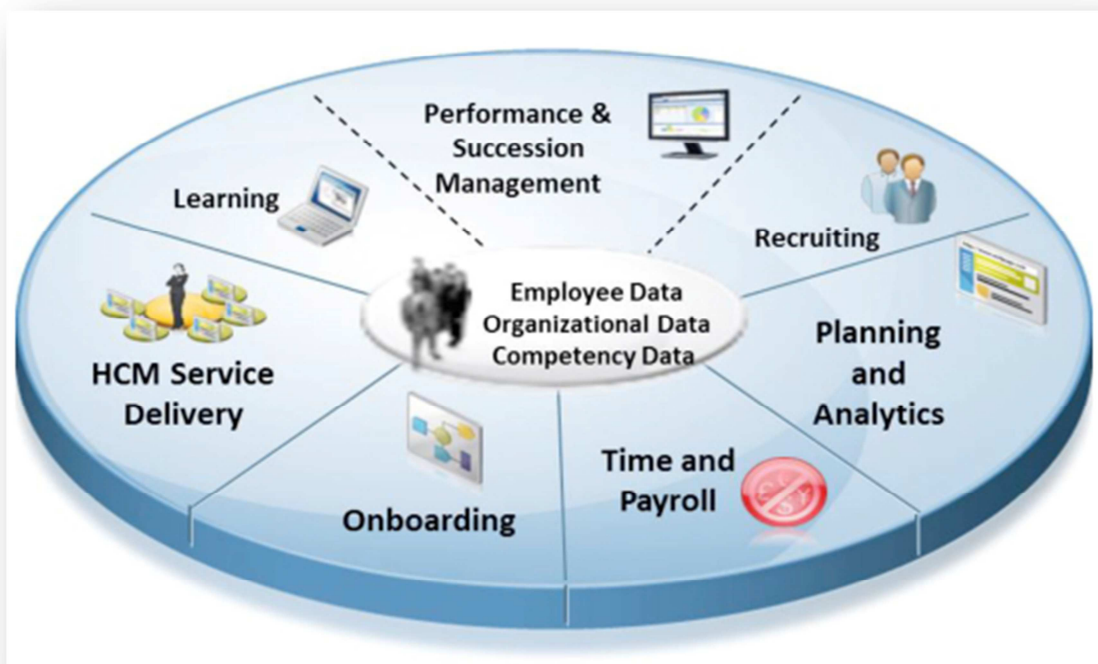 Performance &
Succession
Management
Learning
Recruiting
Employee Data
Organizational Data
Competency Data
HCM Service
Delivery
Planning
and
Analytics
Onboarding
Time and
Payroll